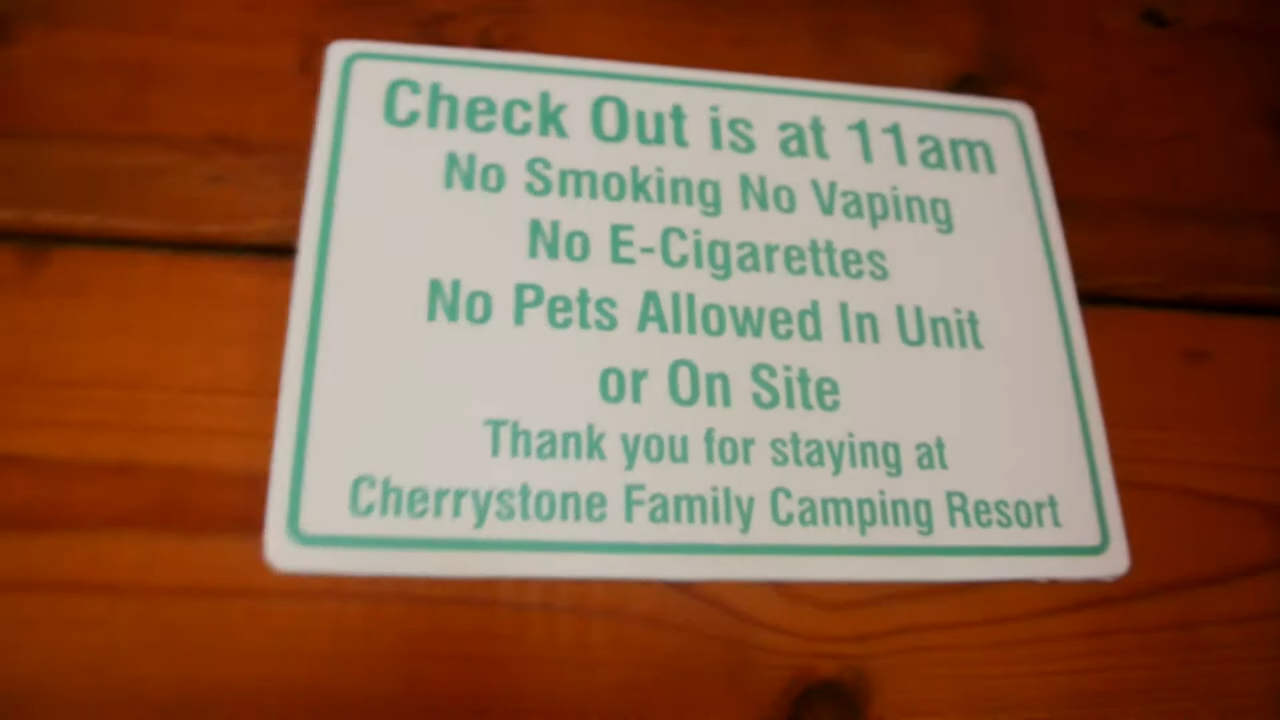 Check Out is at 11am
No Smoking No Vaping
No E-Cigarettes
No Pets Allowed In Unit
or On Site
Thank you for staying at
Cherrystone Family Camping Resort